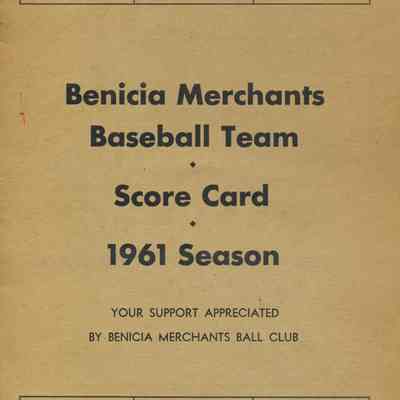 Benicia Merchants
Baseball Team
Score Card
1961 Season
YOUR SUPPORT APPRECIATED
BY BENICIA MERCHANTS BALL CLUB